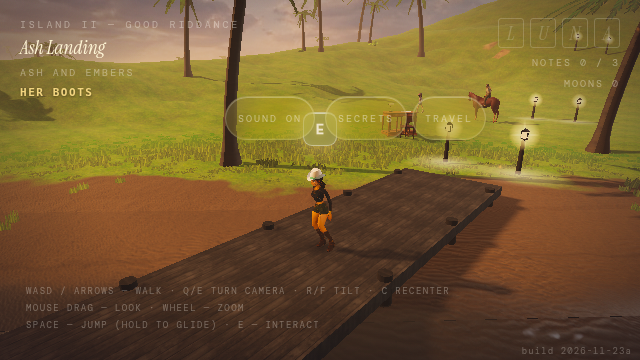 ISLAND II — GOOD RIDDANCE
Ash Landing
ASH AND EMBERS
HER BOOTS
L U N A
NOTES 0 / 3
MOONS 0
SOUND ON
SECRETS
TRAVEL
E
WASD / ARROWS — WALK · Q/E TURN CAMERA · R/F TILT · C RECENTER
MOUSE DRAG — LOOK · WHEEL — ZOOM
SPACE — JUMP (HOLD TO GLIDE) · E — INTERACT
build 2026-11-23a